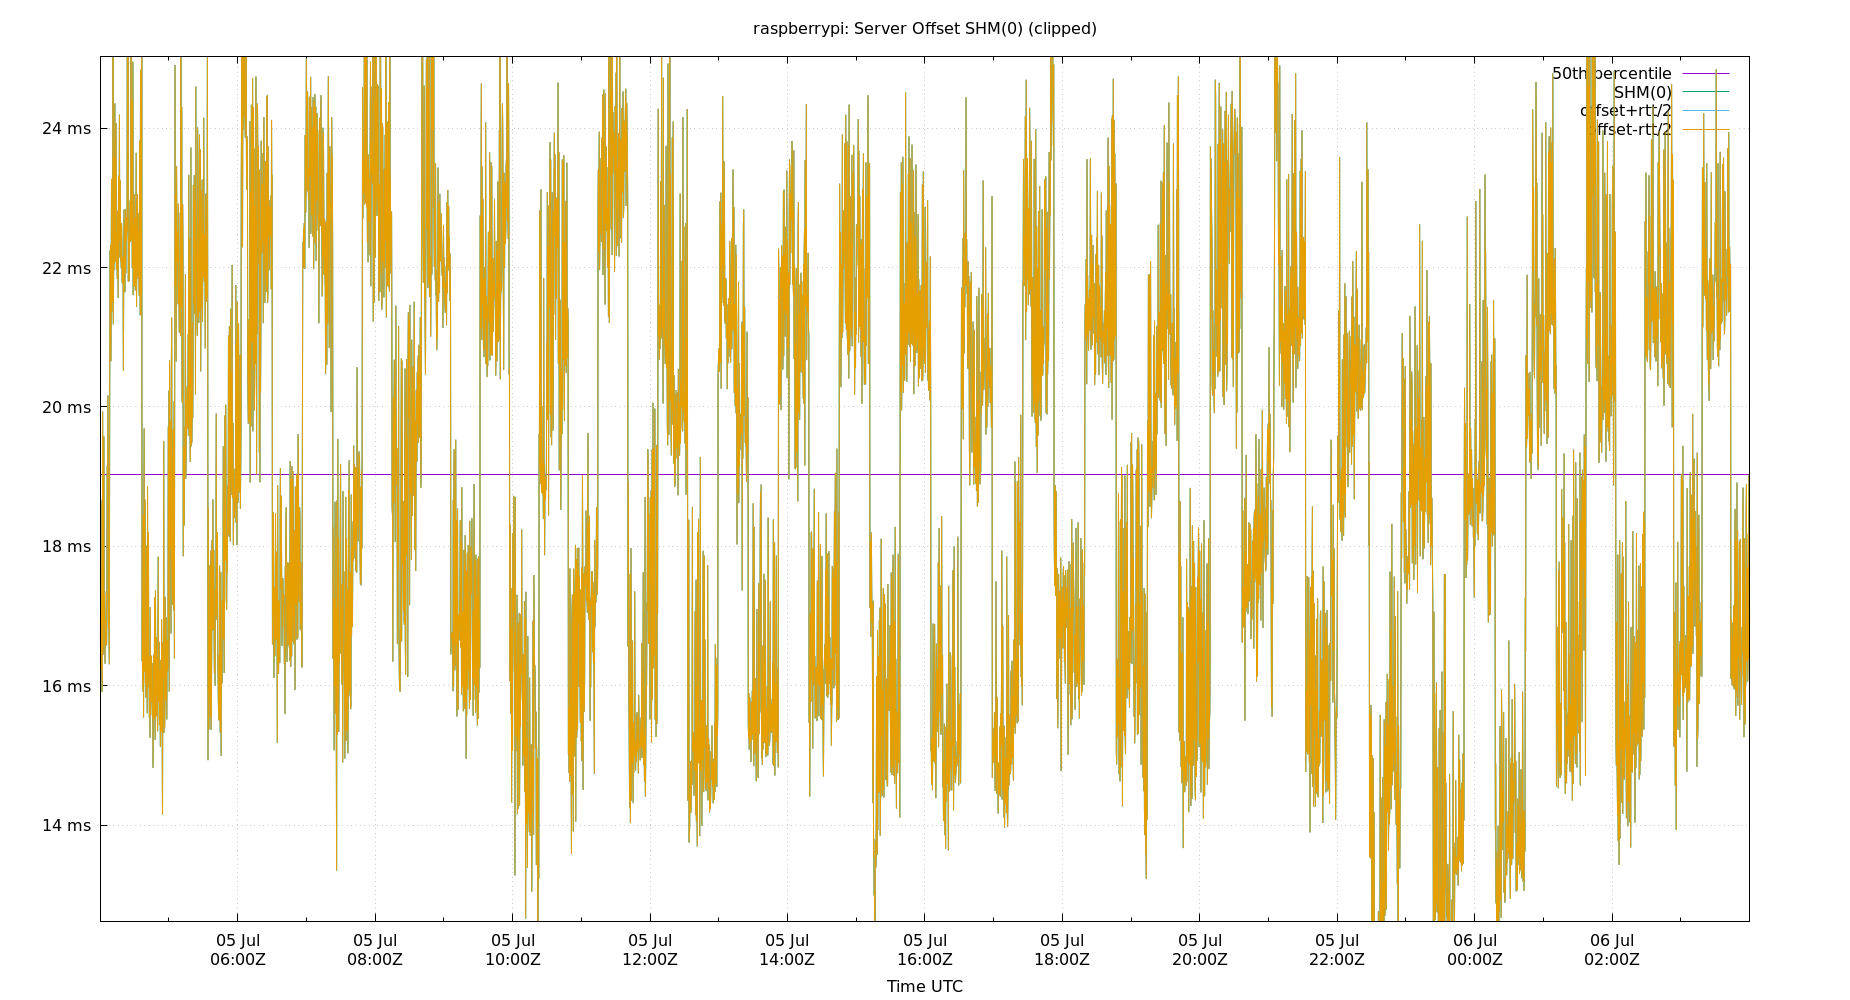 raspberrypi: Server Offset SHM(0) (clipped)
50th percentile
SHM(0)
offset+rtt/2
offset-rtt/2
24 ms
22 ms
20 ms
18 ms
16 ms
14 ms
05 Jul 05 Jul 05 Jul 05 Jul 05 Jul 05 Jul 05 Jul 05 Jul 05 Jul 06 Jul 06 Jul
06:00Z 08:00Z 10:00Z 12:00Z 14:00Z 16:00Z 18:00Z 20:00Z 22:00Z 00:00Z 02:00Z
Time UTC